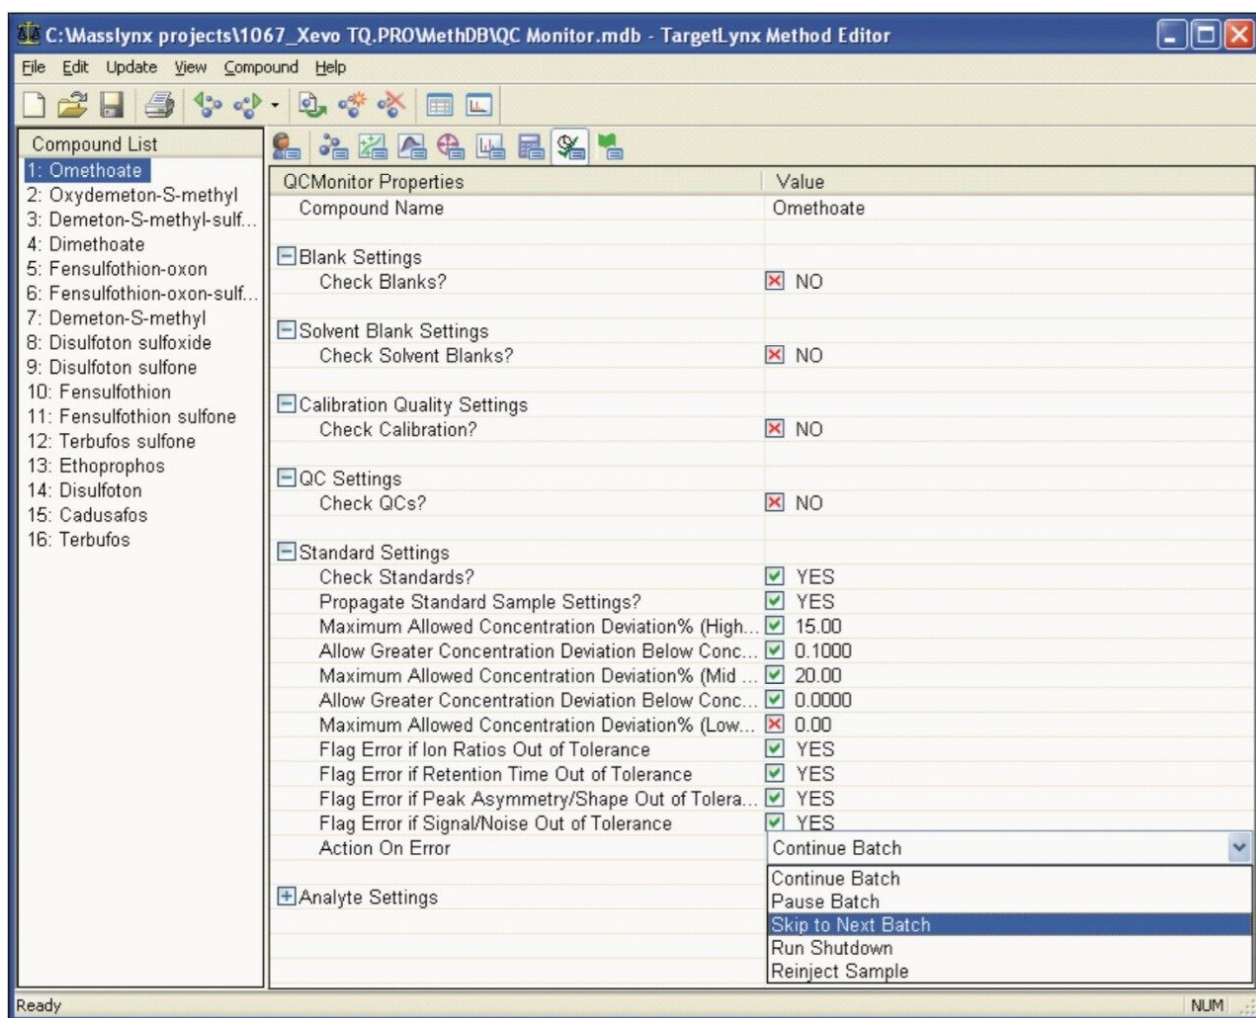 C:\Masslynx projects\1067_Xevo TQ.PRO\MethDB\QC Monitor.mdb - TargetLynx Method Editor
File Edit Update View Compound Help
Compound List
1: Omethoate
2: Oxydemeton-S-methyl
3: Demeton-S-methyl-sulf...
4: Dimethoate
5: Fensulfothion-oxon
6: Fensulfothion-oxon-sulf...
7: Demeton-S-methyl
8: Disulfoton sulfoxide
9: Disulfoton sulfone
10: Fensulfothion
11: Fensulfothion sulfone
12: Terbufos sulfone
13: Ethoprophos
14: Disulfoton
15: Cadusafos
16: Terbufos
QCMonitor Properties Value
Compound Name Omethoate
Blank Settings
Check Blanks? NO
Solvent Blank Settings
Check Solvent Blanks? NO
Calibration Quality Settings
Check Calibration? NO
QC Settings
Check QCs? NO
Standard Settings
Check Standards? YES
Propagate Standard Sample Settings? YES
Maximum Allowed Concentration Deviation% (High... 15.00
Allow Greater Concentration Deviation Below Conc... 0.1000
Maximum Allowed Concentration Deviation% (Mid ... 20.00
Allow Greater Concentration Deviation Below Conc... 0.0000
Maximum Allowed Concentration Deviation% (Low... 0.00
Flag Error if Ion Ratios Out of Tolerance YES
Flag Error if Retention Time Out of Tolerance YES
Flag Error if Peak Asymmetry/Shape Out of Tolera... YES
Flag Error if Signal/Noise Out of Tolerance YES
Action On Error Continue Batch
Continue Batch
Analyte Settings
Pause Batch
Skip to Next Batch
Run Shutdown
Reinject Sample
Ready NUM